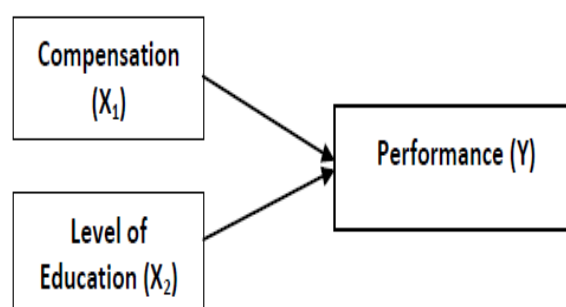 Compensation
(X₁)
Performance (Y)
Level of
Education (X₂)